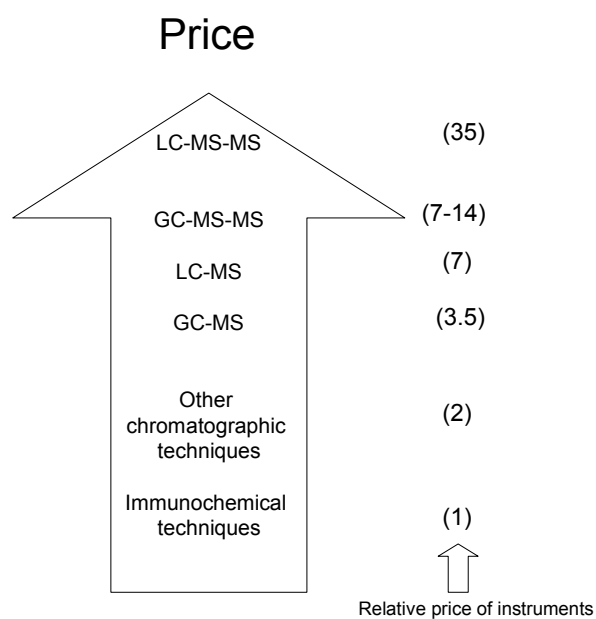 Price
LC-MS-MS (35)
GC-MS-MS (7-14)
LC-MS (7)
GC-MS (3.5)
Other
chromatographic
techniques
(2)
Immunochemical
techniques
(1)
Relative price of instruments